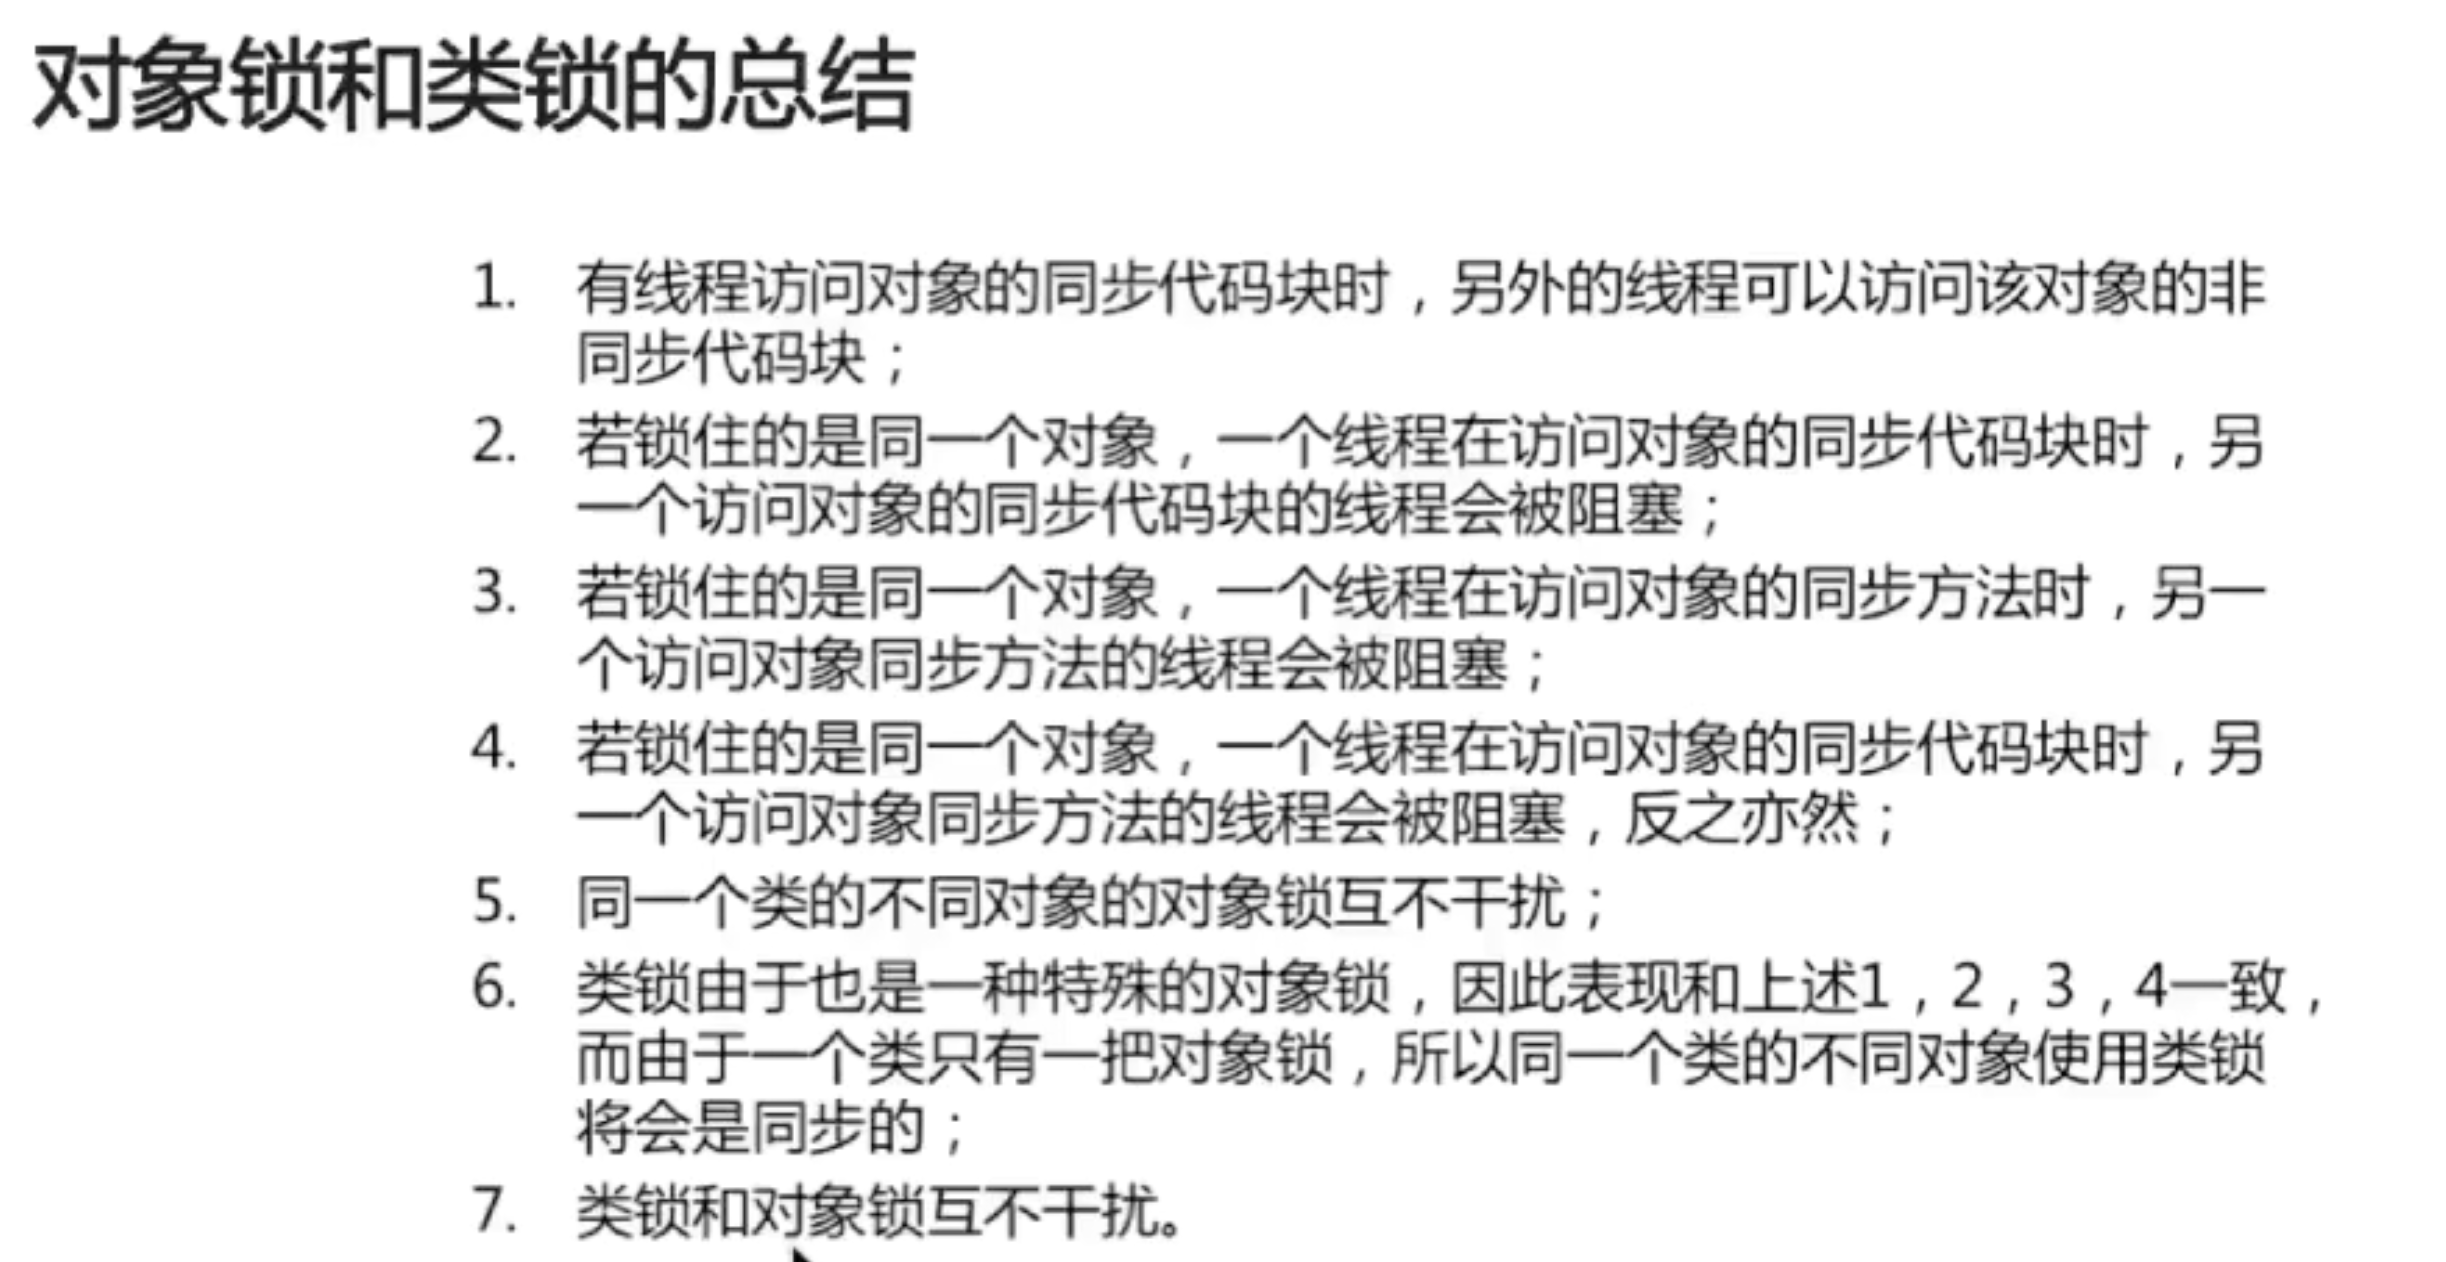 对象锁和类锁的总结
1. 有线程访问对象的同步代码块时，另外的线程可以访问该对象的非
同步代码块；
2. 若锁住的是同一个对象，一个线程在访问对象的同步代码块时，另
一个访问对象的同步代码块的线程会被阻塞；
3. 若锁住的是同一个对象，一个线程在访问对象的同步方法时，另一
个访问对象同步方法的线程会被阻塞；
4. 若锁住的是同一个对象，一个线程在访问对象的同步代码块时，另
一个访问对象同步方法的线程会被阻塞，反之亦然；
5. 同一个类的不同对象的对象锁互不干扰；
6. 类锁由于也是一种特殊的对象锁，因此表现和上述1，2，3，4一致，
而由于一个类只有一把对象锁，所以同一个类的不同对象使用类锁
将会是同步的；
7. 类锁和对象锁互不干扰。